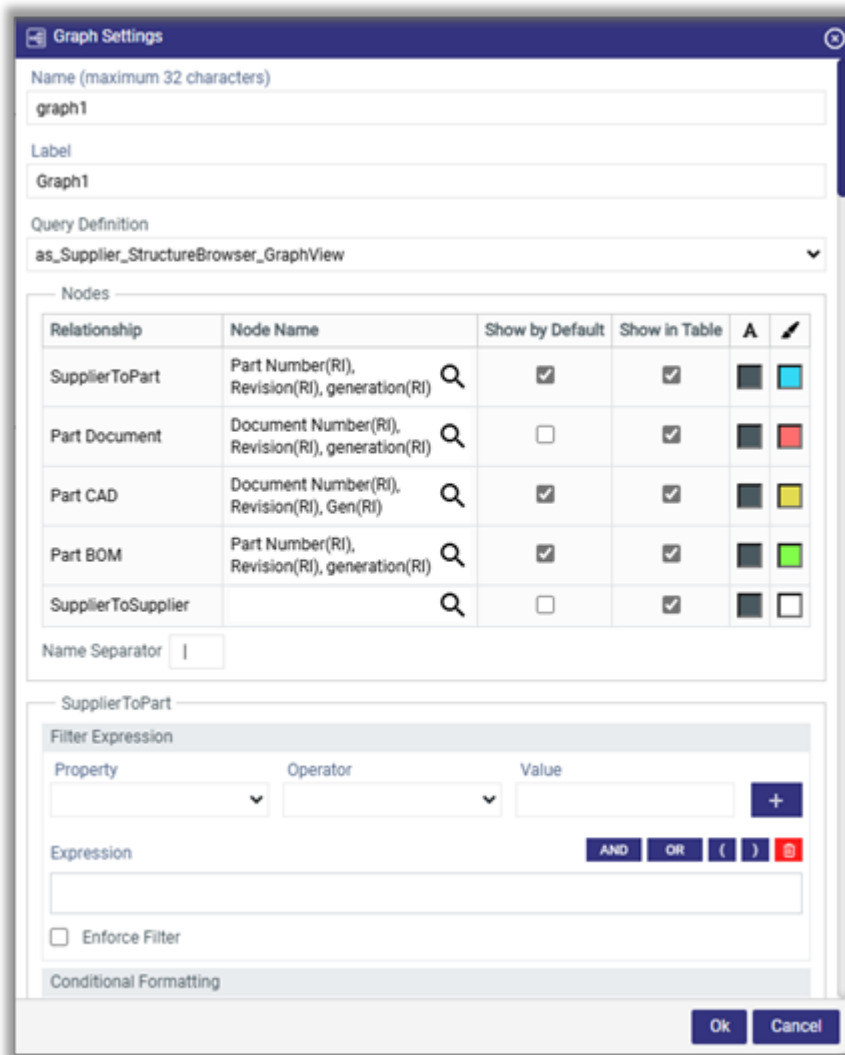 Graph Settings
Name (maximum 32 characters)
graph1
Label
Graph1
Query Definition
as_Supplier_StructureBrowser_GraphView
Nodes
Relationship Node Name Show by Default Show in Table A
SupplierToPart Part Number(RI),
Revision(RI), generation(RI)
Part Document Document Number(RI),
Revision(RI), generation(RI)
Part CAD Document Number(RI),
Revision(RI), Gen(RI)
Part BOM Part Number(RI),
Revision(RI), generation(RI)
SupplierToSupplier
Name Separator |
SupplierToPart
Filter Expression
Property Operator Value
+
Expression AND OR ( )
Enforce Filter
Conditional Formatting
Ok Cancel